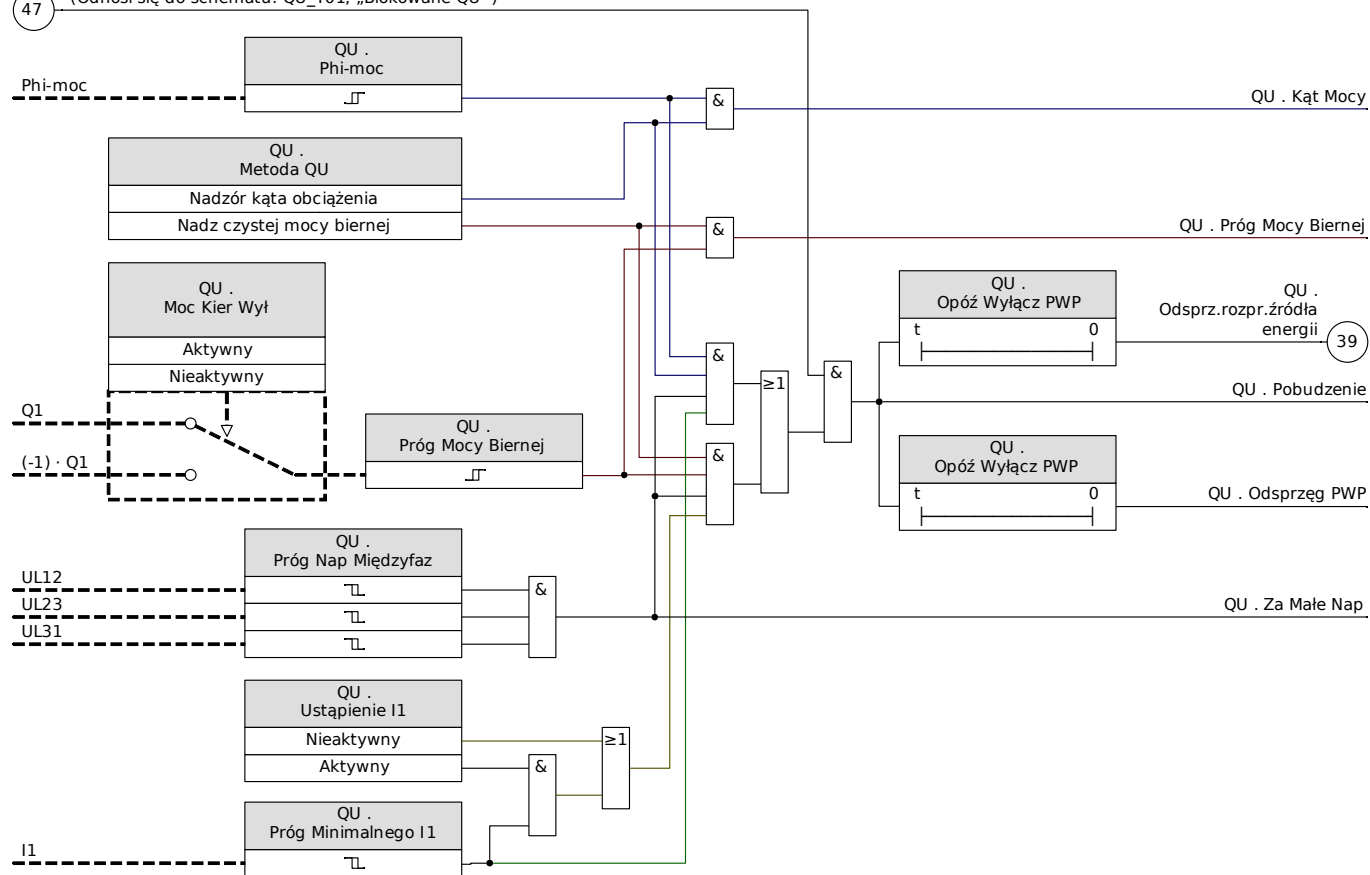 47
(Odnosi się do schematu: QU_Y01, „Blokowane QU")
QU .
Phi-moc
Phi-moc
&
QU . Kąt Mocy
QU .
Metoda QU
Nadzór kąta obciążenia
Nadz czystej mocy biernej
&
QU . Próg Mocy Biernej
QU .
Moc Kier Wył
Aktywny
Nieaktywny
Q1
(-1) · Q1
QU .
Próg Mocy Biernej
&
&
≥1
&
QU .
Opóź Wyłącz PWP
t 0
QU .
Odsprz.rozpr.źródła
energii
39
QU . Pobudzenie
QU .
Opóź Wyłącz PWP
t 0
QU . Odsprzęg PWP
QU .
Próg Nap Międzyfaz
UL12
UL23
UL31
&
QU . Za Małe Nap
QU .
Ustąpienie I1
Nieaktywny
Aktywny
&
≥1
QU .
Próg Minimalnego I1
I1